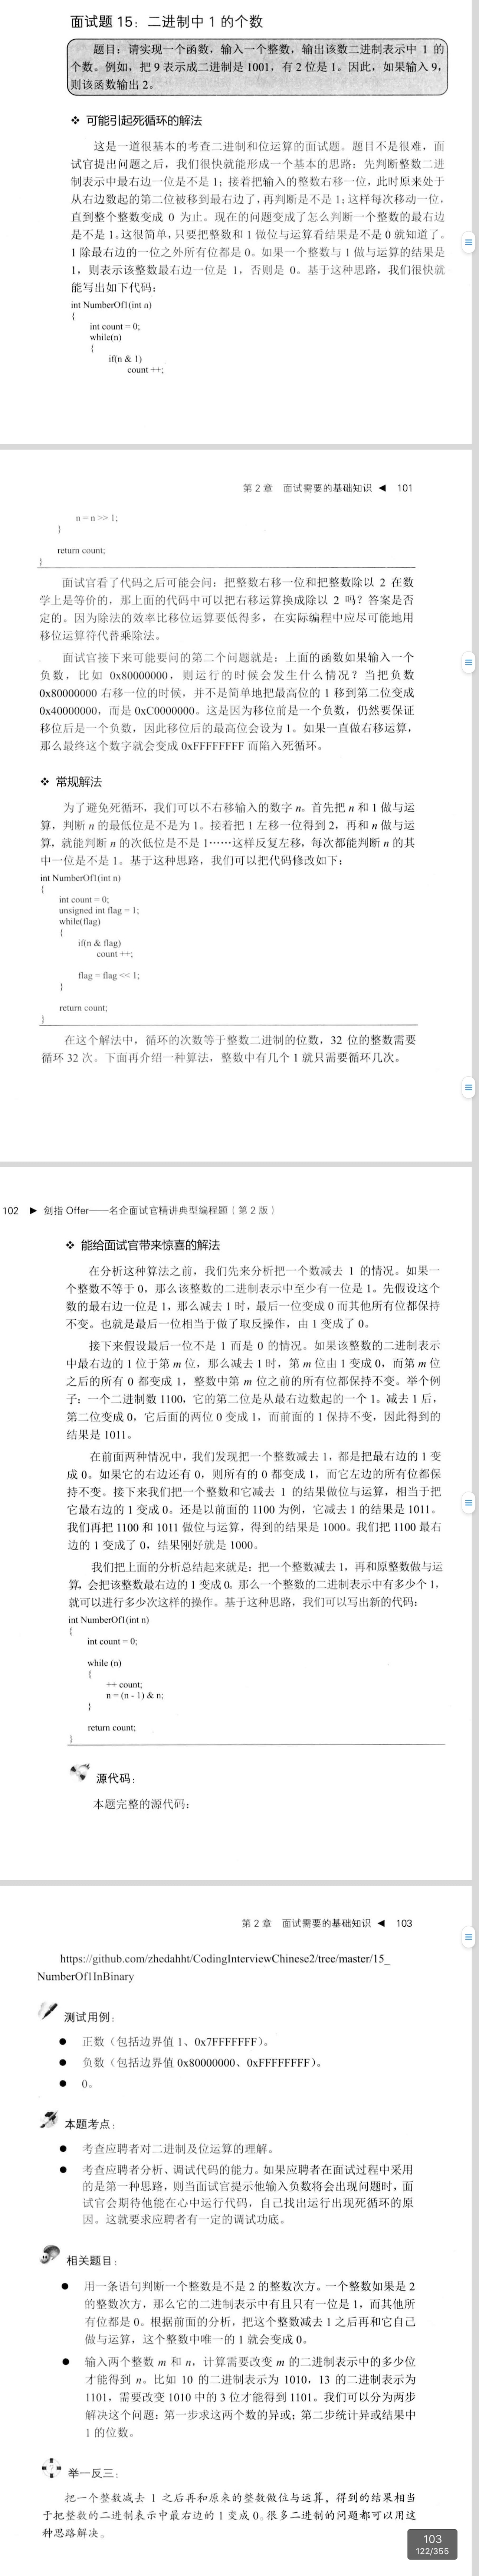 面试题 15：二进制中 1 的个数
题目：请实现一个函数，输入一个整数，输出该数二进制表示中 1 的
个数。例如，把 9 表示成二进制是 1001，有 2 位是 1。因此，如果输入 9，
则该函数输出 2。
❖ 可能引起死循环的解法
这是一道很基本的考查二进制和位运算的面试题。题目不是很难，面
试官提出问题之后，我们很快就能形成一个基本的思路：先判断整数二进
制表示中最右边一位是不是 1；接着把输入的整数右移一位，此时原来处于
从右边数起的第二位被移到最右边了，再判断是不是 1；这样每次移动一位，
直到整个整数变成 0 为止。现在的问题变成了怎么判断一个整数的最右边
是不是 1。这很简单，只要把整数和 1 做位与运算看结果是不是 0 就知道了。
1 除最右边的一位之外所有位都是 0。如果一个整数与 1 做与运算的结果是
1，则表示该整数最右边一位是 1，否则是 0。基于这种思路，我们很快就
能写出如下代码：
int NumberOf1(int n)
{
int count = 0;
while(n)
{
if(n & 1)
count ++;
第 2 章 面试需要的基础知识 ◀ 101
n = n >> 1;
}
return count;
}
面试官看了代码之后可能会问：把整数右移一位和把整数除以 2 在数
学上是等价的，那上面的代码中可以把右移运算换成除以 2 吗？答案是否
定的。因为除法的效率比移位运算要低得多，在实际编程中应尽可能地用
移位运算符代替乘除法。
面试官接下来可能要问的第二个问题就是：上面的函数如果输入一个
负数，比如 0x80000000，则运行的时候会发生什么情况？当把负数
0x80000000 右移一位的时候，并不是简单地把最高位的 1 移到第二位变成
0x40000000，而是 0xC0000000。这是因为移位前是一个负数，仍然要保证
移位后是一个负数，因此移位后的最高位会设为 1。如果一直做右移运算，
那么最终这个数字就会变成 0xFFFFFFFF 而陷入死循环。
❖ 常规解法
为了避免死循环，我们可以不右移输入的数字 n。首先把 n 和 1 做与运
算，判断 n 的最低位是不是为 1。接着把 1 左移一位得到 2，再和 n 做与运
算，就能判断 n 的次低位是不是 1……这样反复左移，每次都能判断 n 的其
中一位是不是 1。基于这种思路，我们可以把代码修改如下：
int NumberOf1(int n)
{
int count = 0;
unsigned int flag = 1;
while(flag)
{
if(n & flag)
count ++;
flag = flag << 1;
}
return count;
}
在这个解法中，循环的次数等于整数二进制的位数，32 位的整数需要
循环 32 次。下面再介绍一种算法，整数中有几个 1 就只需要循环几次。
102 ▶ 剑指 Offer——名企面试官精讲典型编程题（第 2 版）
❖ 能给面试官带来惊喜的解法
在分析这种算法之前，我们先来分析把一个数减去 1 的情况。如果一
个整数不等于 0，那么该整数的二进制表示中至少有一位是 1。先假设这个
数的最右边一位是 1，那么减去 1 时，最后一位变成 0 而其他所有位都保持
不变。也就是最后一位相当于做了取反操作，由 1 变成了 0。
接下来假设最后一位不是 1 而是 0 的情况。如果该整数的二进制表示
中最右边的 1 位于第 m 位，那么减去 1 时，第 m 位由 1 变成 0，而第 m 位
之后的所有 0 都变成 1，整数中第 m 位之前的所有位都保持不变。举个例
子：一个二进制数 1100，它的第二位是从最右边数起的一个 1。减去 1 后，
第二位变成 0，它后面的两位 0 变成 1，而前面的 1 保持不变，因此得到的
结果是 1011。
在前面两种情况中，我们发现把一个整数减去 1，都是把最右边的 1 变
成 0。如果它的右边还有 0，则所有的 0 都变成 1，而它左边的所有位都保
持不变。接下来我们把一个整数和它减去 1 的结果做位与运算，相当于把
它最右边的 1 变成 0。还是以前面的 1100 为例，它减去 1 的结果是 1011。
我们再把 1100 和 1011 做位与运算，得到的结果是 1000。我们把 1100 最右
边的 1 变成了 0，结果刚好就是 1000。
我们把上面的分析总结起来就是：把一个整数减去 1，再和原整数做与运
算，会把该整数最右边的 1 变成 0。那么一个整数的二进制表示中有多少个 1，
就可以进行多少次这样的操作。基于这种思路，我们可以写出新的代码：
int NumberOf1(int n)
{
int count = 0;
while (n)
{
++ count;
n = (n - 1) & n;
}
return count;
}
源代码：
本题完整的源代码：
第 2 章 面试需要的基础知识 ◀ 103
https://github.com/zhedahht/CodingInterviewChinese2/tree/master/15_
NumberOf1InBinary
测试用例：
● 正数（包括边界值 1、0x7FFFFFFF）。
● 负数（包括边界值 0x80000000、0xFFFFFFFF）。
● 0。
本题考点：
● 考查应聘者对二进制及位运算的理解。
● 考查应聘者分析、调试代码的能力。如果应聘者在面试过程中采用
的是第一种思路，则当面试官提示他输入负数将会出现问题时，面
试官会期待他能在心中运行代码，自己找出运行出现死循环的原
因。这就要求应聘者有一定的调试功底。
相关题目：
● 用一条语句判断一个整数是不是 2 的整数次方。一个整数如果是 2
的整数次方，那么它的二进制表示中有且只有一位是 1，而其他所
有位都是 0。根据前面的分析，把这个整数减去 1 之后再和它自己
做与运算，这个整数中唯一的 1 就会变成 0。
● 输入两个整数 m 和 n，计算需要改变 m 的二进制表示中的多少位
才能得到 n。比如 10 的二进制表示为 1010，13 的二进制表示为
1101，需要改变 1010 中的 3 位才能得到 1101。我们可以分为两步
解决这个问题：第一步求这两个数的异或；第二步统计异或结果中
1 的位数。
举一反三：
把一个整数减去 1 之后再和原来的整数做位与运算，得到的结果相当
于把整数的二进制表示中最右边的 1 变成 0。很多二进制的问题都可以用这
种思路解决。
103
122/355